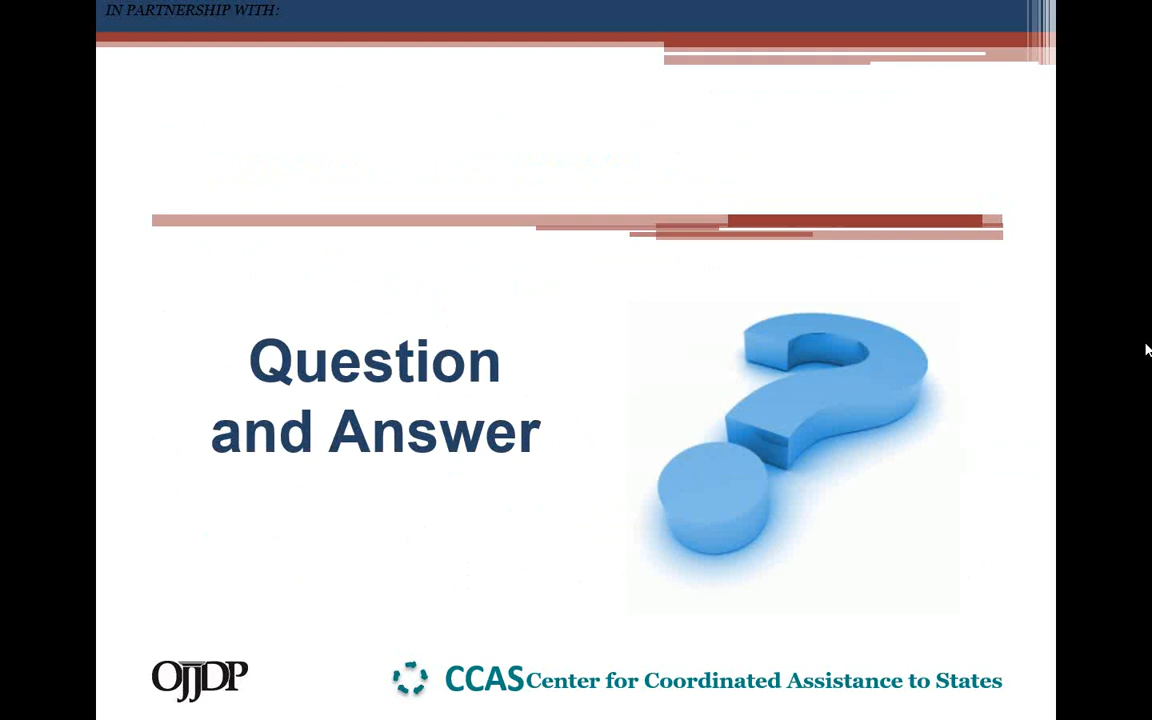 IN PARTNERSHIP WITH:
Question
and Answer
OJJDP
CCAS Center for Coordinated Assistance to States